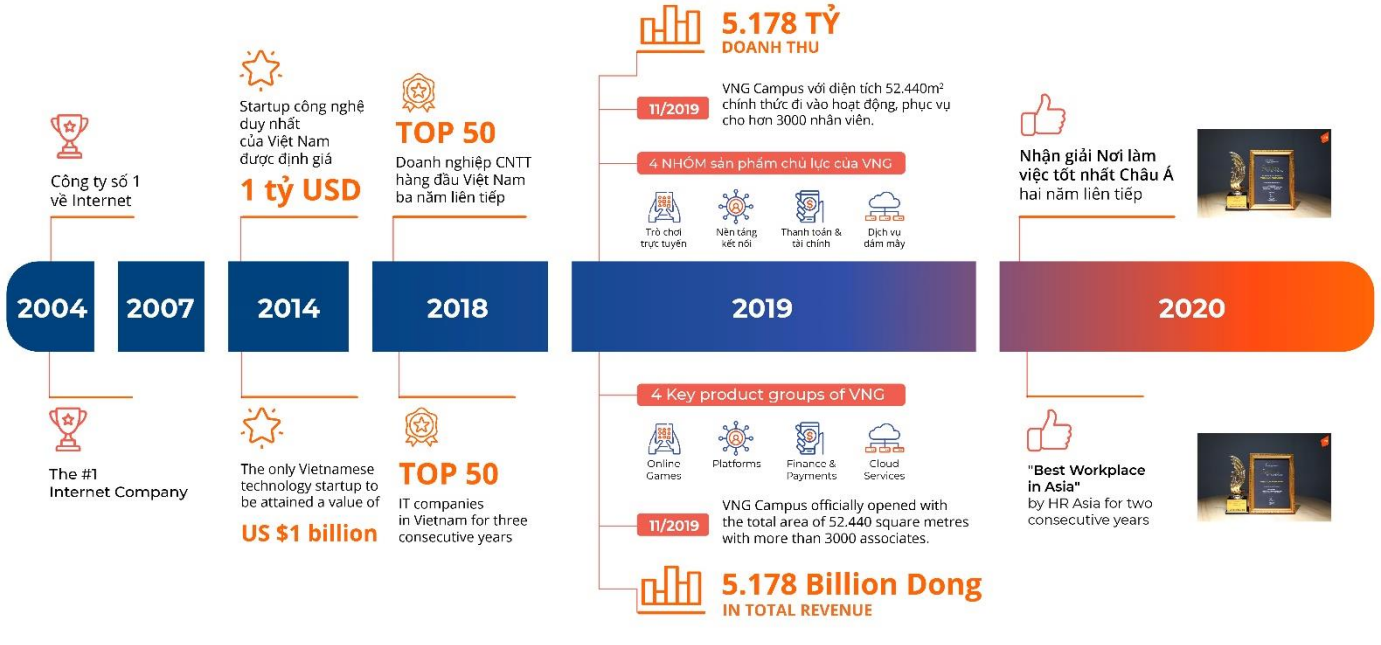 5.178 TỶ
DOANH THU
11/2019
VNG Campus với diện tích 52.440m²
chính thức đi vào hoạt động, phục vụ
cho hơn 3000 nhân viên.
4 NHÓM sản phẩm chủ lực của VNG
Trò chơi
trực tuyến
Nền tảng
kết nối
Thanh toán &
tài chính
Dịch vụ
đám mây
Công ty số 1
về Internet
Startup công nghệ
duy nhất
của Việt Nam
được định giá
1 tỷ USD
TOP 50
Doanh nghiệp CNTT
hàng đầu Việt Nam
ba năm liên tiếp
Nhận giải Nơi làm
việc tốt nhất Châu Á
hai năm liên tiếp
2004
2007
2014
2018
2019
2020
The #1
Internet Company
The only Vietnamese
technology startup to
be attained a value of
US $1 billion
TOP 50
IT companies
in Vietnam for three
consecutive years
4 Key product groups of VNG
Online
Games
Platforms
Finance &
Payments
Cloud
Services
11/2019
VNG Campus officially opened with
the total area of 52.440 square metres
with more than 3000 associates.
5.178 Billion Dong
IN TOTAL REVENUE
"Best Workplace
in Asia"
by HR Asia for two
consecutive years